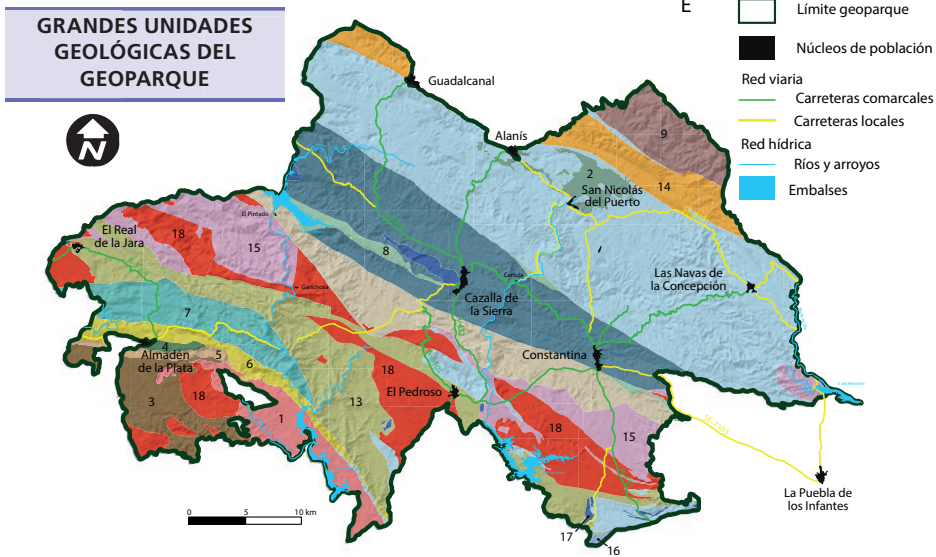 GRANDES UNIDADES
GEOLÓGICAS DEL
GEOPARQUE
N
E
Límite geoparque
Núcleos de población
Red viaria
Carreteras comarcales
Carreteras locales
Red hídrica
Ríos y arroyos
Embalses
Guadalcanal
Alanís
9
2
14
San Nicolás
del Puerto
El Pintado
El Real
de la Jara
18
15
8
Cartuja
Las Navas de
la Concepción
Ganchosa
Cazalla de
la Sierra
7
Constantina
4
Almadén
de la Plata
5
6
18
El Pedroso
3
18
1
13
18
15
SE-7103
La Puebla de
los Infantes
0 5 10 km
17
16